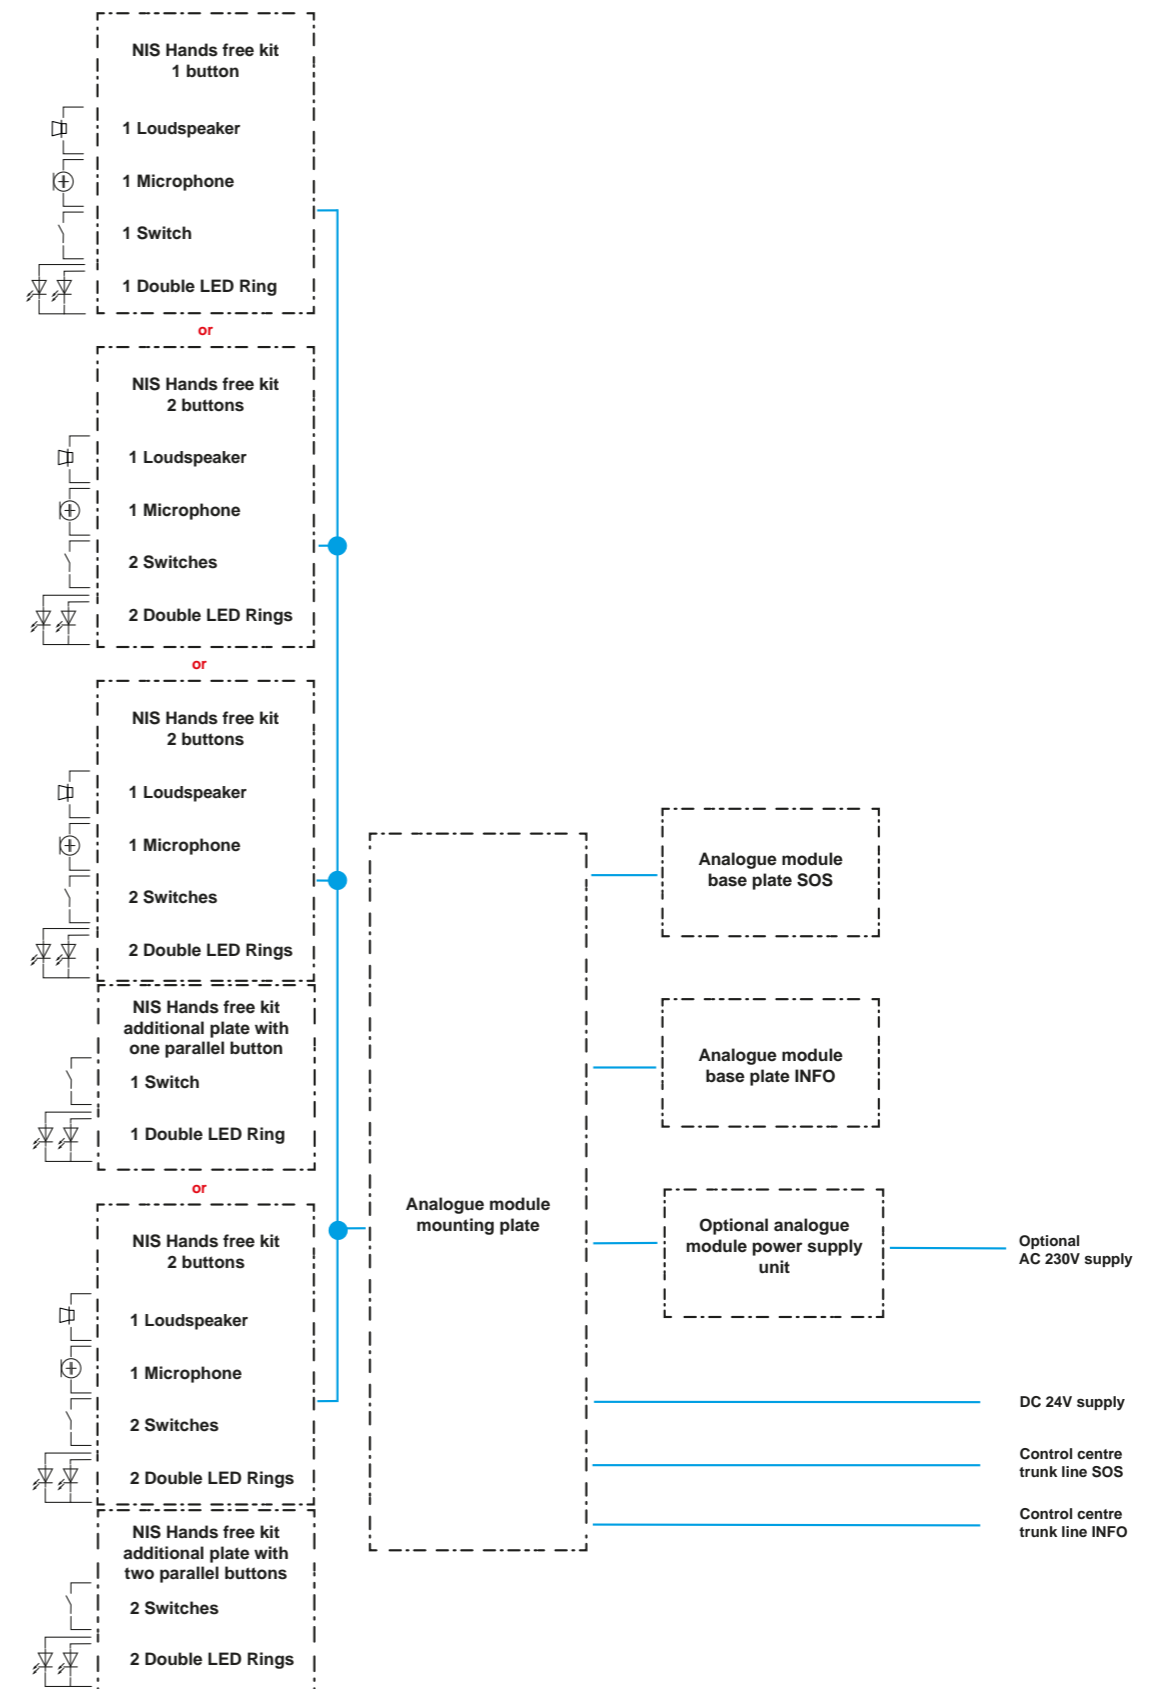 NIS Hands free kit
1 button
1 Loudspeaker
1 Microphone
1 Switch
1 Double LED Ring
or
NIS Hands free kit
2 buttons
1 Loudspeaker
1 Microphone
2 Switches
2 Double LED Rings
or
NIS Hands free kit
2 buttons
1 Loudspeaker
1 Microphone
2 Switches
2 Double LED Rings
NIS Hands free kit
additional plate with
one parallel button
1 Switch
1 Double LED Ring
or
NIS Hands free kit
2 buttons
1 Loudspeaker
1 Microphone
2 Switches
2 Double LED Rings
NIS Hands free kit
additional plate with
two parallel buttons
2 Switches
2 Double LED Rings
Analogue module
mounting plate
Analogue module
base plate SOS
Analogue module
base plate INFO
Optional analogue
module power supply
unit
Optional
AC 230V supply
DC 24V supply
Control centre
trunk line SOS
Control centre
trunk line INFO